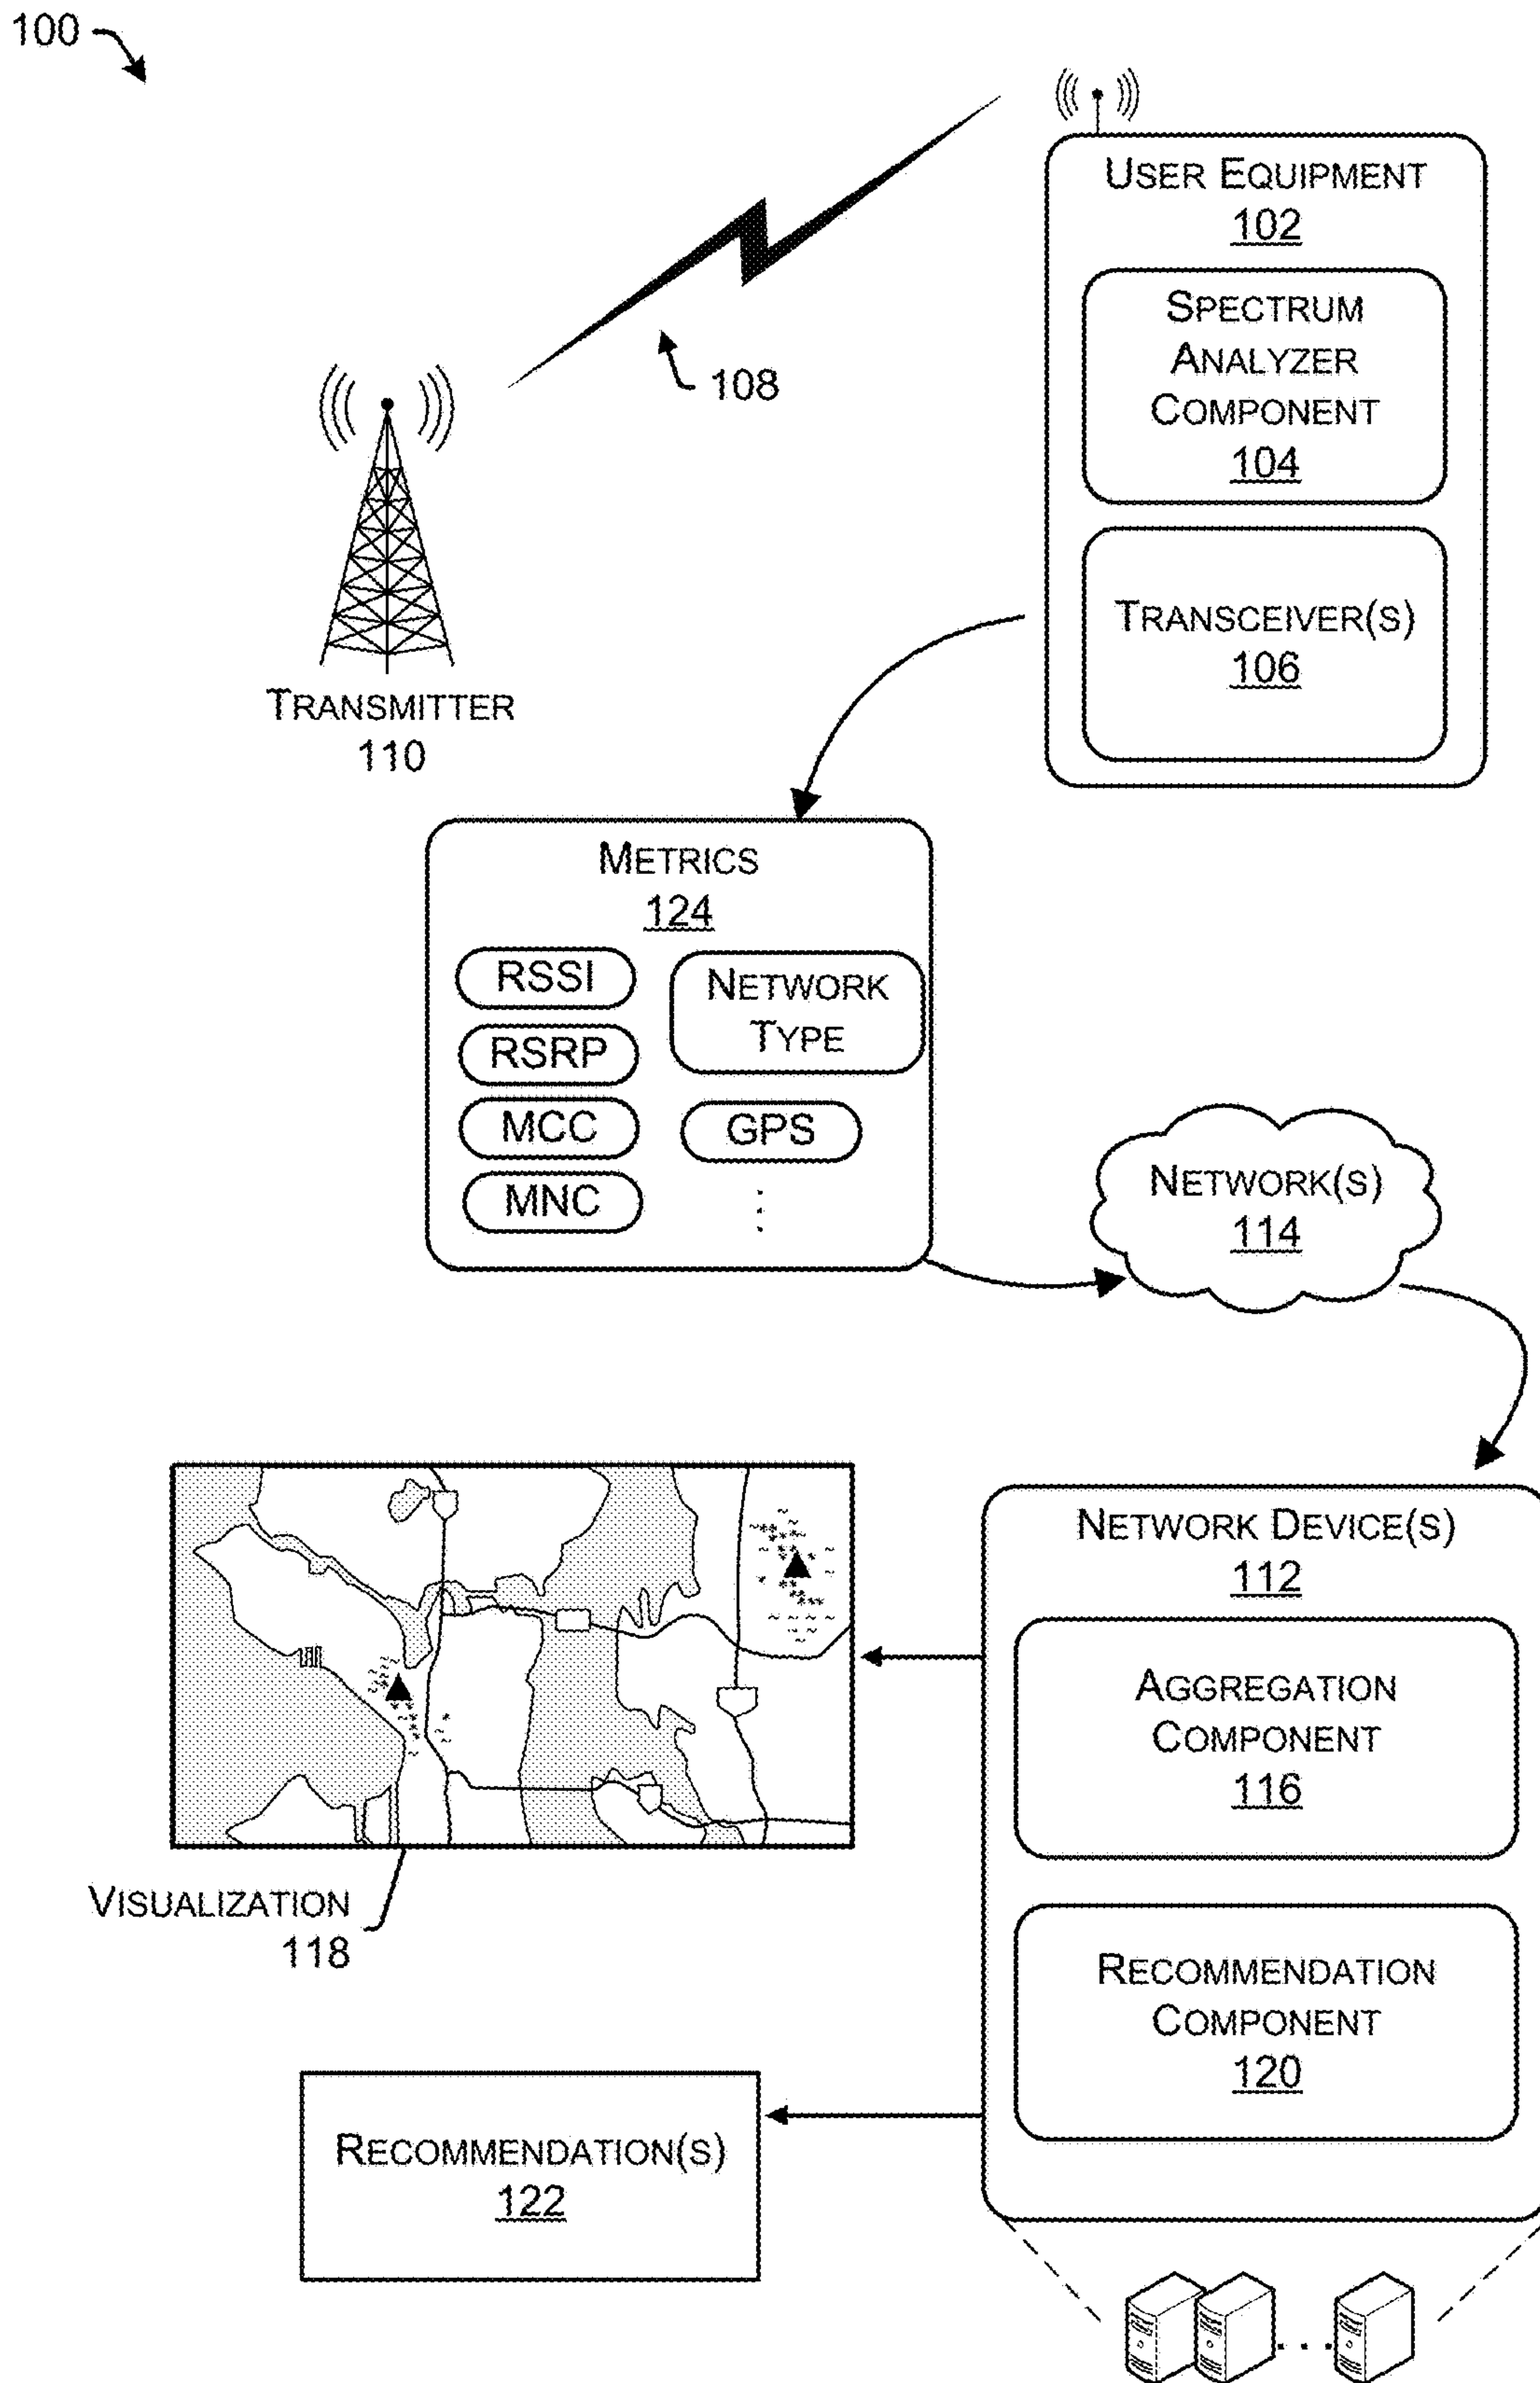 100
USER EQUIPMENT
102
SPECTRUM
ANALYZER
COMPONENT
104
108
TRANSCEIVER(S)
106
TRANSMITTER
110
METRICS
124
RSSI
NETWORK
TYPE
RSRP
MCC
GPS
MNC
NETWORK(S)
114
NETWORK DEVICE(S)
112
AGGREGATION
COMPONENT
116
VISUALIZATION
118
RECOMMENDATION
COMPONENT
120
RECOMMENDATION(S)
122